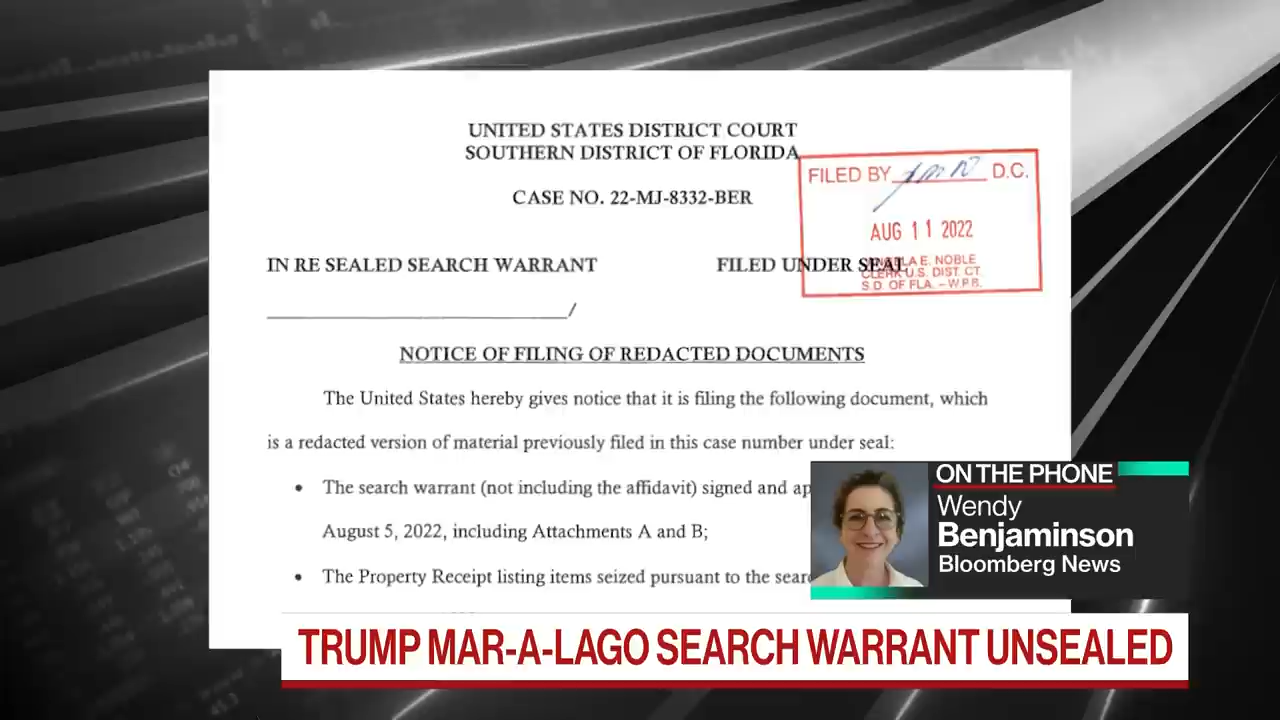 UNITED STATES DISTRICT COURT
SOUTHERN DISTRICT OF FLORIDA
CASE NO. 22-MJ-8332-BER
FILED BY D.C.
AUG 11 2022
E. NOBLE
CLERK U.S. DIST. CT.
S.D. OF FLA. – W.P.B.
IN RE SEALED SEARCH WARRANT
FILED UNDER SEAL
/
NOTICE OF FILING OF REDACTED DOCUMENTS
The United States hereby gives notice that it is filing the following document, which
is a redacted version of material previously filed in this case number under seal:
• The search warrant (not including the affidavit) signed and ap
August 5, 2022, including Attachments A and B;
• The Property Receipt listing items seized pursuant to the sear
ON THE PHONE
Wendy
Benjaminson
Bloomberg News
TRUMP MAR-A-LAGO SEARCH WARRANT UNSEALED